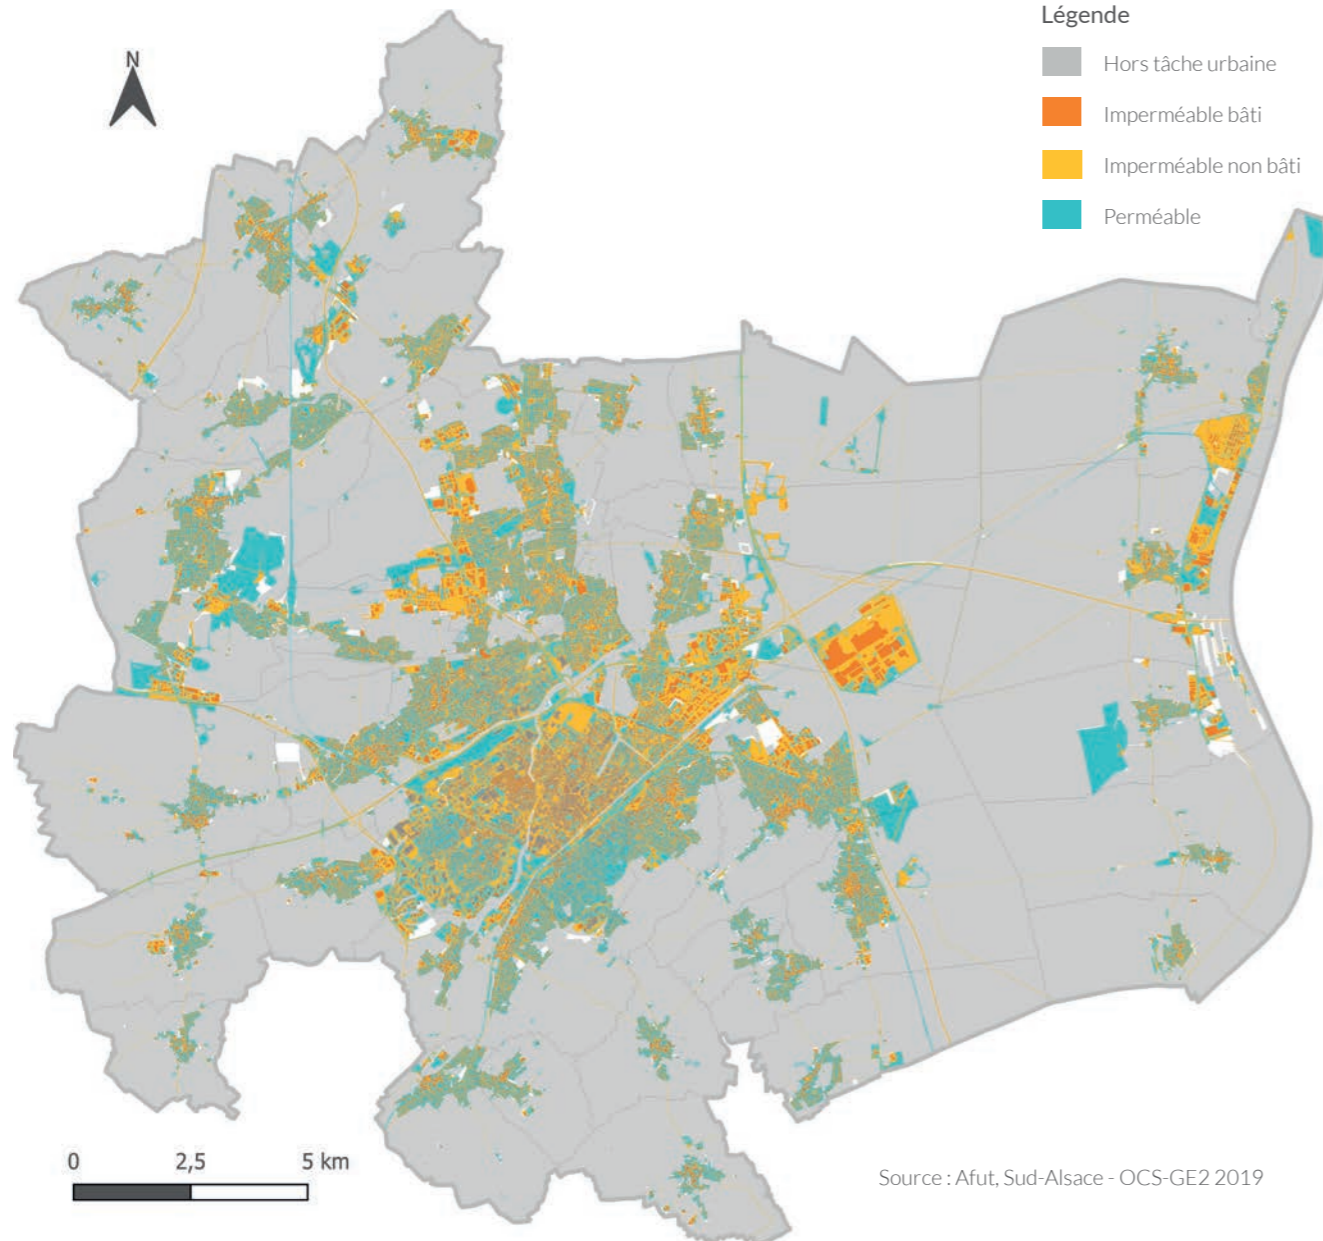 Légende
Hors tâche urbaine
Imperméable bâti
Imperméable non bâti
Perméable
N
0 2,5 5 km
Source : Afut, Sud-Alsace - OCS-GE2 2019